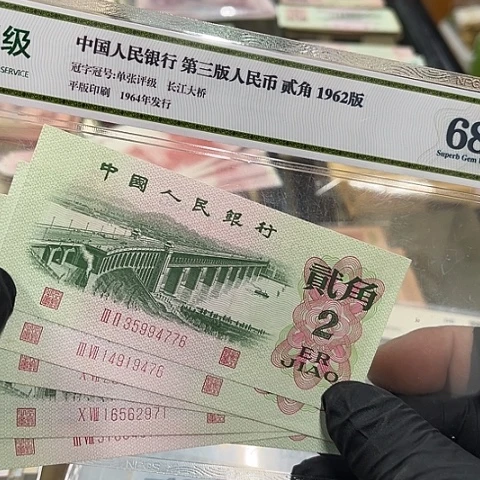 级
SERVICE
中国人民银行 第三版人民币 贰角 1962版
冠字冠号:单张评级 长江大桥
平版印刷 1964年发行
68
Superb Gem
中國人民銀行
貳角
2
ER
JIAO
III II 35994776
III VII 14919476
X VIII 16562971